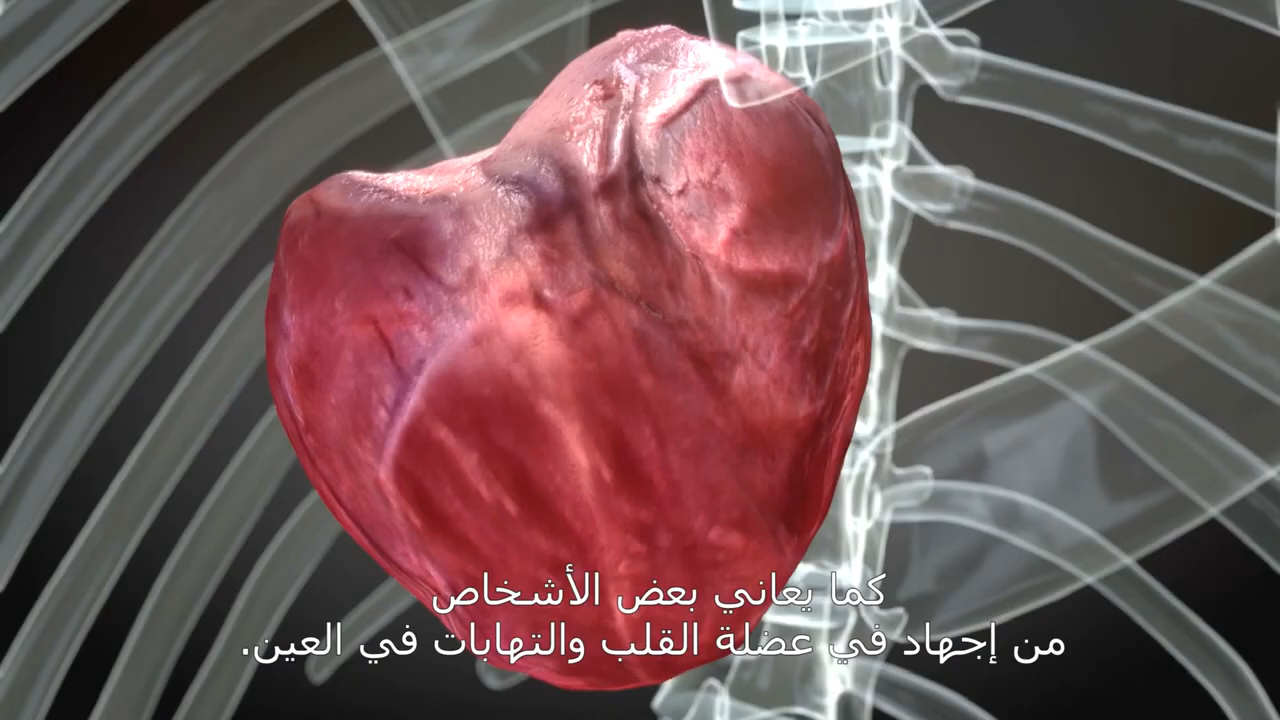 كما يعاني بعض الأشخاص
من إجهاد في عضلة القلب والتهابات في العين.